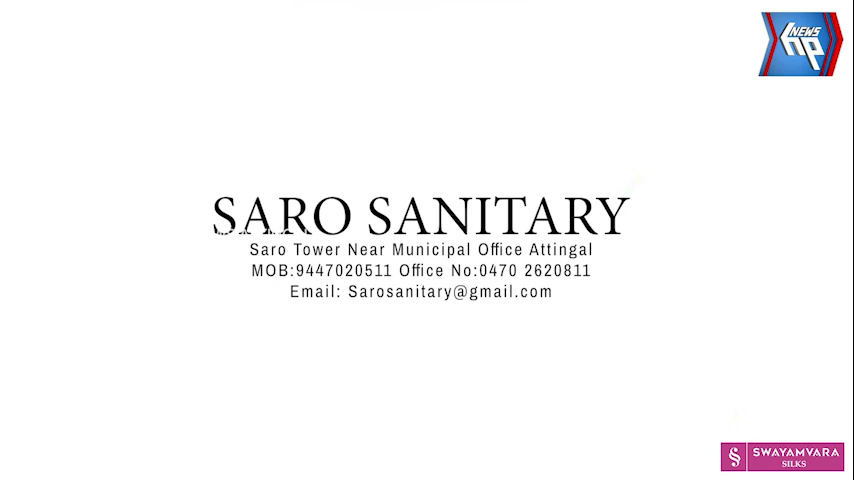 NEWS
np
SARO SANITARY
Saro Tower Near Municipal Office Attingal
MOB:9447020511 Office No:0470 2620811
Email: Sarosanitary@gmail.com
SWAYAMVARA
SILKS